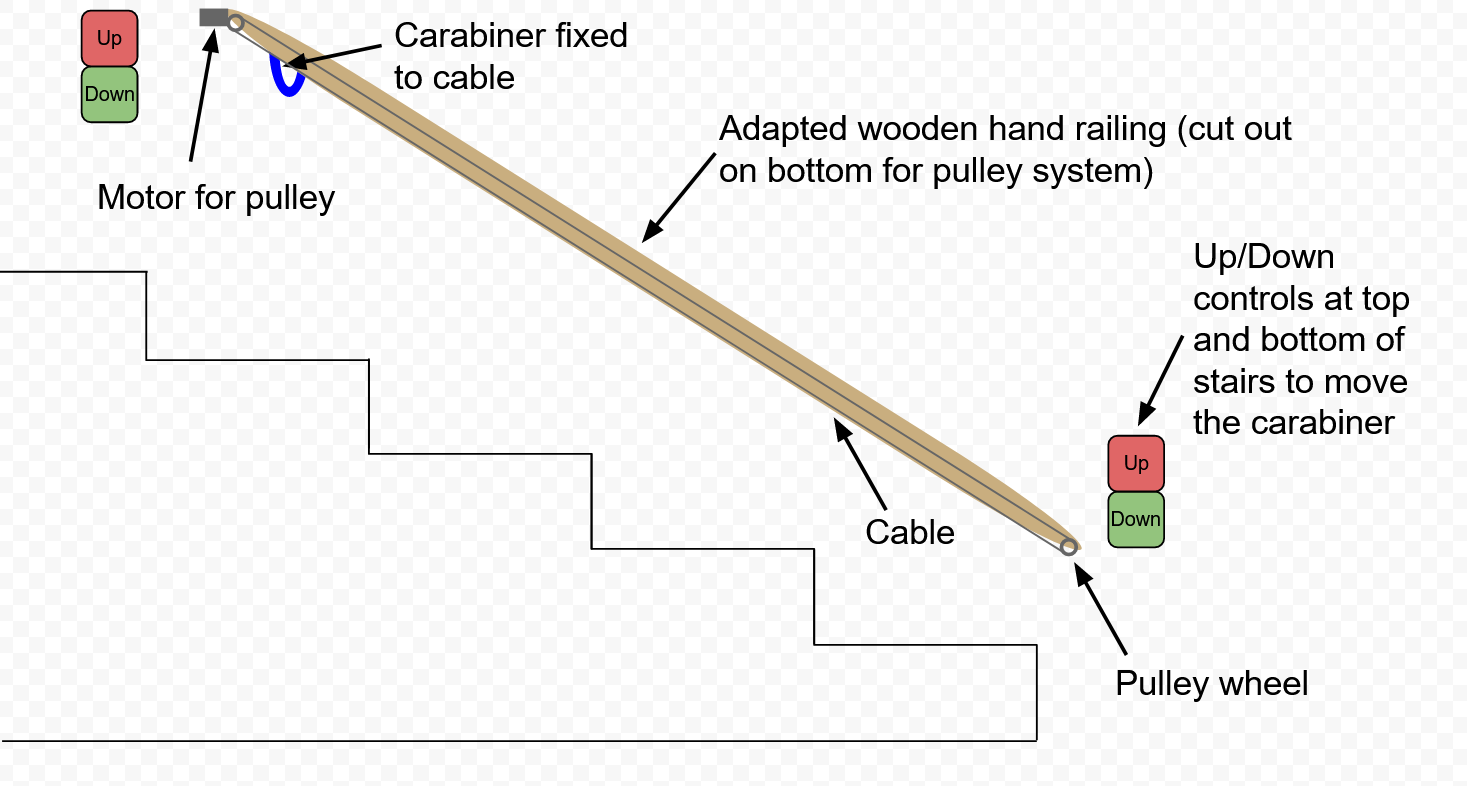 Up
Down
Carabiner fixed
to cable
Motor for pulley
Adapted wooden hand railing (cut out
on bottom for pulley system)
Up/Down
controls at top
and bottom of
stairs to move
the carabiner
Up
Down
Cable
Pulley wheel